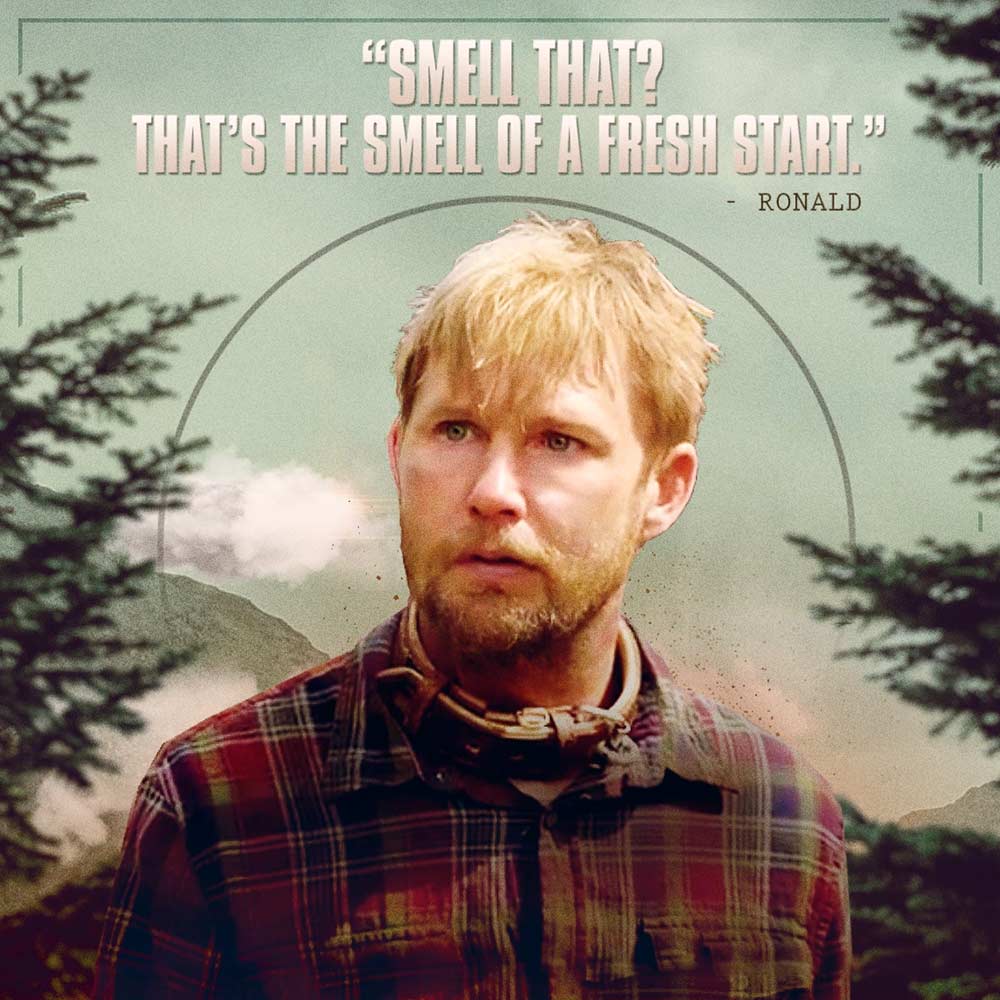 “SMELL THAT?
THAT’S THE SMELL OF A FRESH START.”
- RONALD